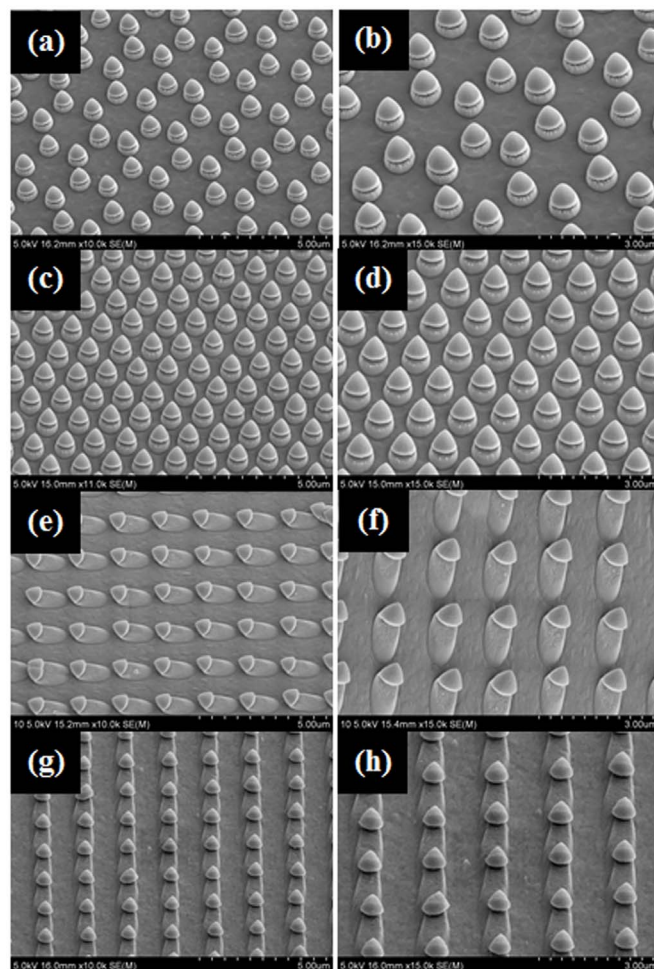 (a)
(b)
5.0kV 16.2mm x10.0k SE(M) 5.00um
5.0kV 16.2mm x15.0k SE(M) 3.00um
(c)
(d)
5.0kV 15.0mm x11.0k SE(M) 5.00um
5.0kV 15.0mm x15.0k SE(M) 3.00um
(e)
(f)
10 5.0kV 15.2mm x10.0k SE(M) 5.00um
10 5.0kV 15.4mm x15.0k SE(M) 3.00um
(g)
(h)
5.0kV 16.0mm x10.0k SE(M) 5.00um
5.0kV 16.0mm x15.0k SE(M) 3.00um